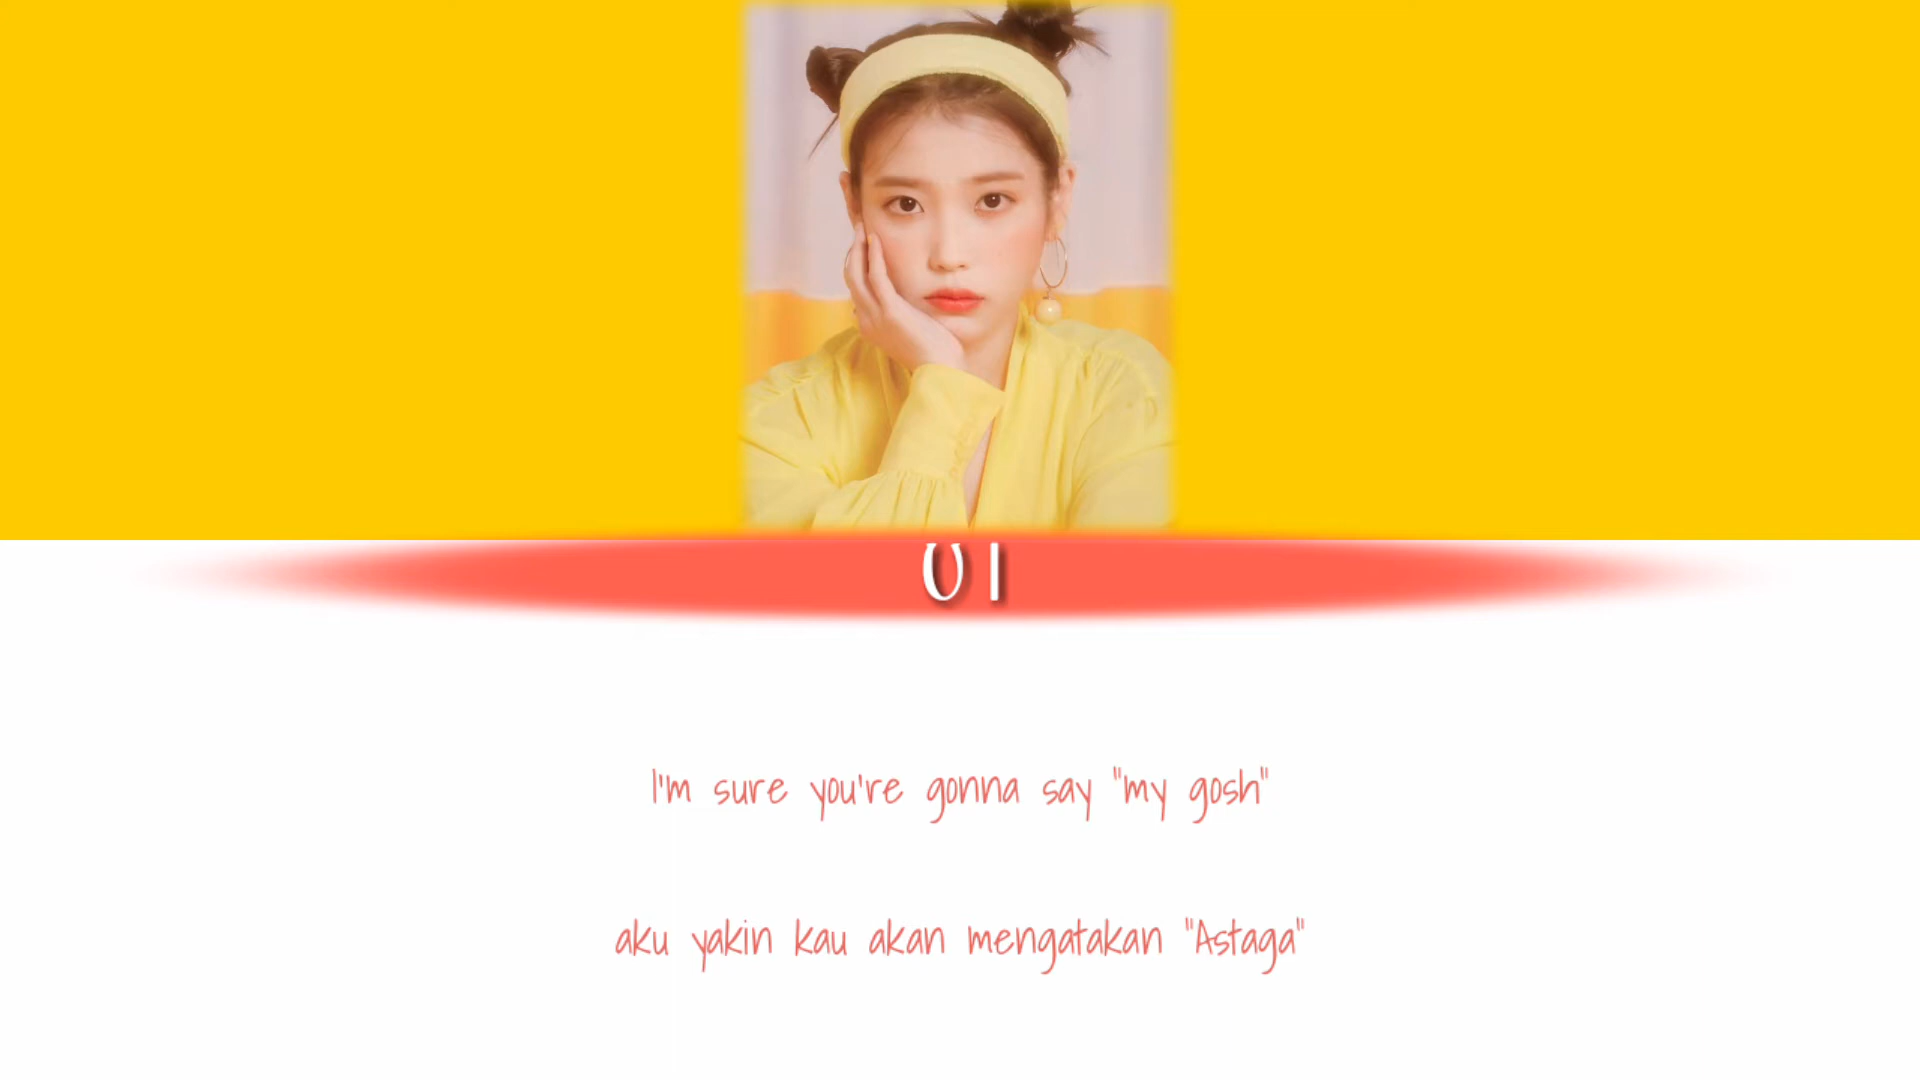 UI
I'm sure you're gonna say "my gosh"
aku yakin kau akan mengatakan "Astaga"